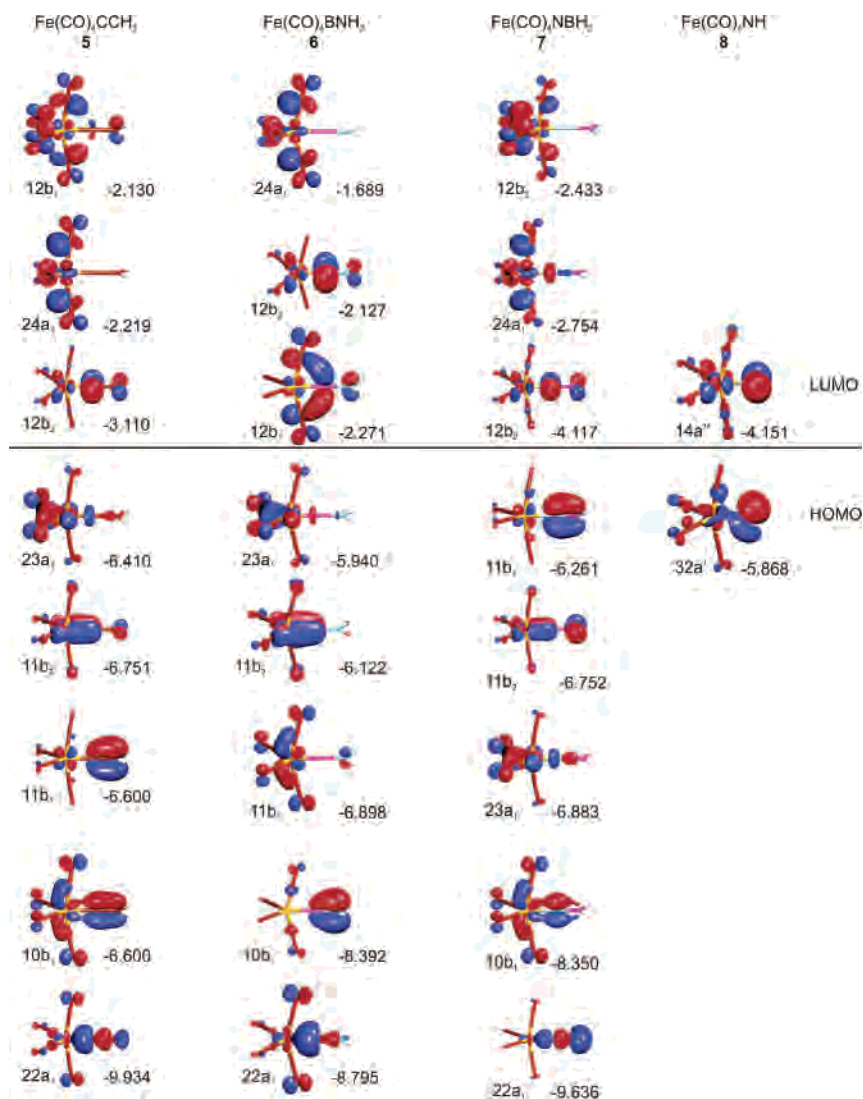 Fe(CO)₄CCH₂ Fe(CO)₄BNH₂ Fe(CO)₄NBH₂ Fe(CO)₄NH
5 6 7 8
12b₁ -2.130 24a₁ -1.689 -2.433
24a₁ -2.219 12b₂ -2.127 24a₁ -2.754
12b₂ -3.110 12b₁ -2.271 12b₂ -4.117 14a'' -4.151 LUMO
23a₁ -6.410 23a₁ -5.940 11b₁ -6.261 32a' -5.868 HOMO
11b₂ -6.751 11b₂ -6.122 11b₂ -6.752
11b₁ -6.600 11b₁ -6.898 23a₁ -6.883
10b₁ 10b₁ -8.392 10b₁ -8.350
22a₁ -9.934 22a₁ -8.795 22a₁ -9.636